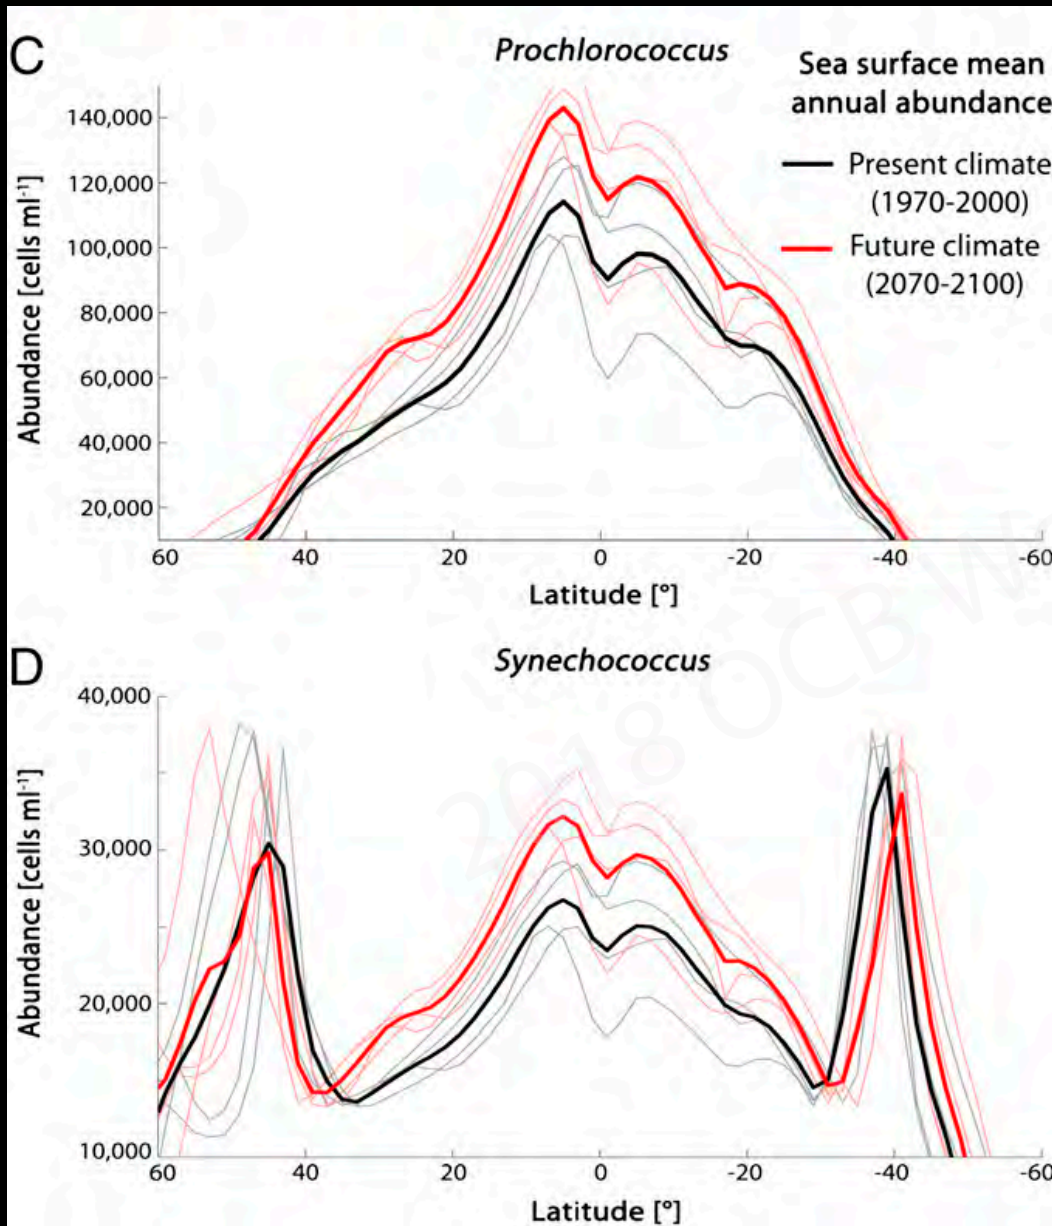 C
Prochlorococcus
Sea surface mean
annual abundance
Present climate
(1970-2000)
Future climate
(2070-2100)
Abundance [cells ml⁻¹]
140,000
120,000
100,000
80,000
60,000
40,000
20,000
60 40 20 0 -20 -40 -60
Latitude [º]
D
Synechococcus
Abundance [cells ml⁻¹]
40,000
30,000
20,000
10,000
60 40 20 0 -20 -40 -60
Latitude [º]
2018 OCB W